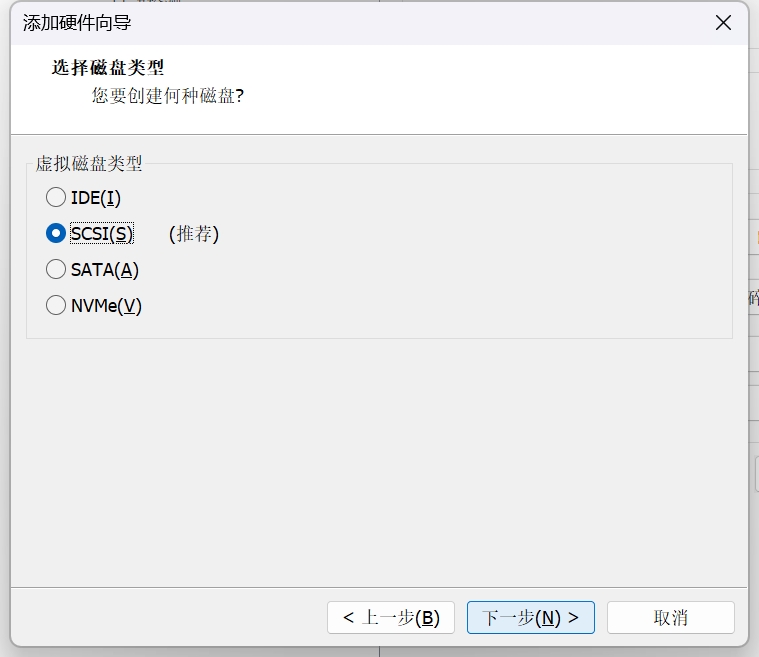 添加硬件向导
选择磁盘类型
您要创建何种磁盘?
虚拟磁盘类型
IDE(I)
SCSI(S) (推荐)
SATA(A)
NVMe(V)
< 上一步(B) 下一步(N) > 取消